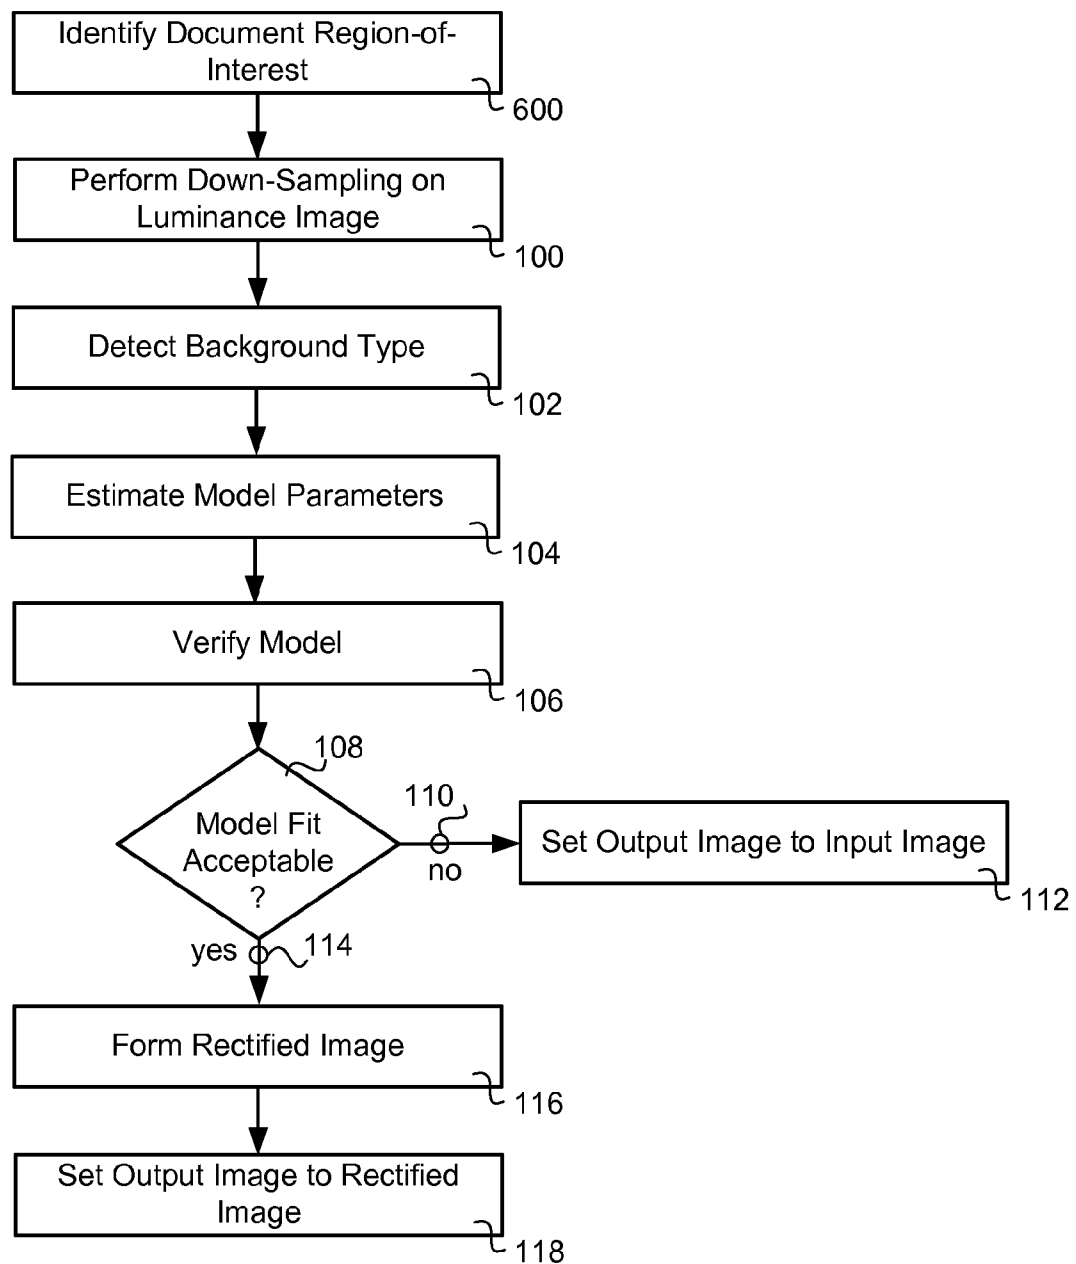 Identify Document Region-of-
Interest
600
Perform Down-Sampling on
Luminance Image
100
Detect Background Type
102
Estimate Model Parameters
104
Verify Model
106
108
Model Fit
Acceptable
?
110
no
Set Output Image to Input Image
112
yes
114
Form Rectified Image
116
Set Output Image to Rectified
Image
118